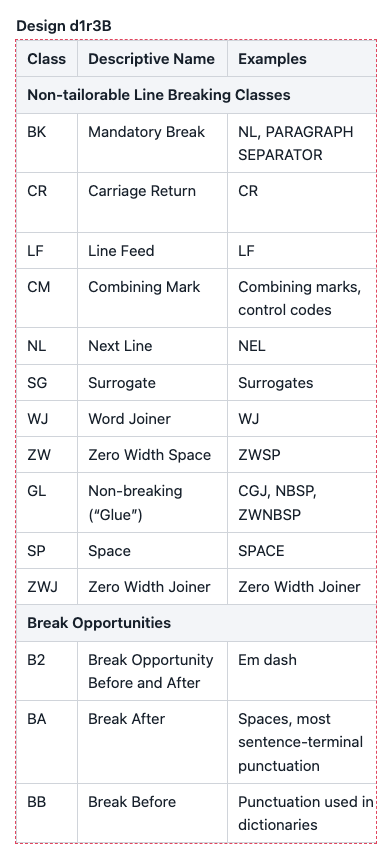 Design d1r3B
Class Descriptive Name Examples
Non-tailorable Line Breaking Classes
BK Mandatory Break NL, PARAGRAPH
SEPARATOR
CR Carriage Return CR
LF Line Feed LF
CM Combining Mark Combining marks,
control codes
NL Next Line NEL
SG Surrogate Surrogates
WJ Word Joiner WJ
ZW Zero Width Space ZWSP
GL Non-breaking CGJ, NBSP,
(“Glue”) ZWNBSP
SP Space SPACE
ZWJ Zero Width Joiner Zero Width Joiner
Break Opportunities
B2 Break Opportunity Em dash
Before and After
BA Break After Spaces, most
sentence-terminal
punctuation
BB Break Before Punctuation used in
dictionaries